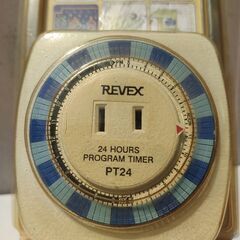 REVEX
24 HOURS
PROGRAM TIMER
PT24